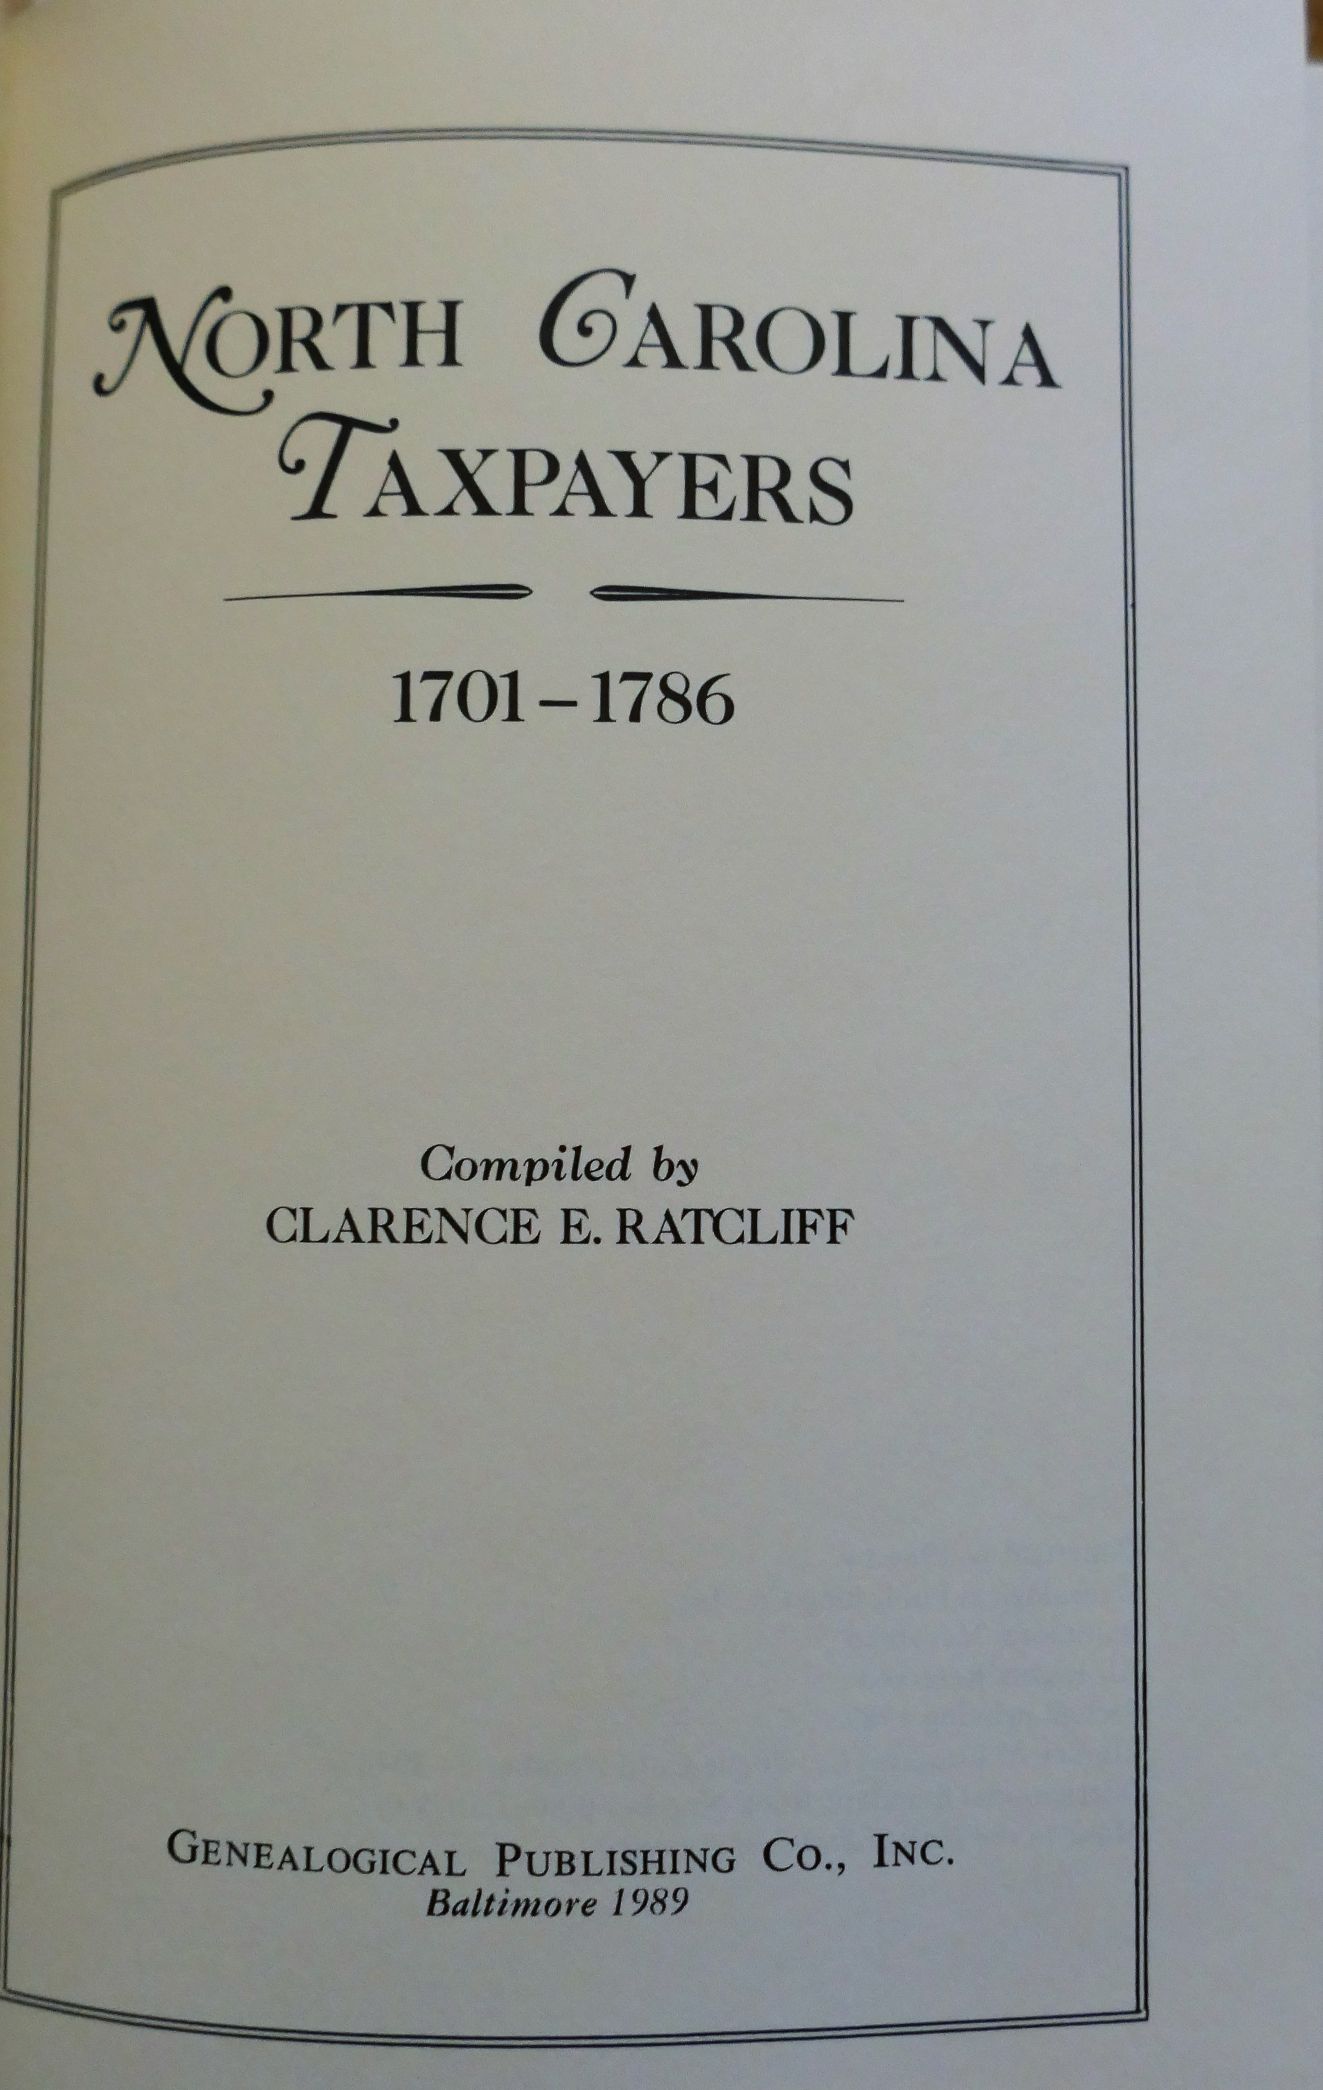 NORTH CAROLINA
TAXPAYERS
1701–1786
Compiled by
CLARENCE E. RATCLIFF
GENEALOGICAL PUBLISHING CO., INC.
Baltimore 1989